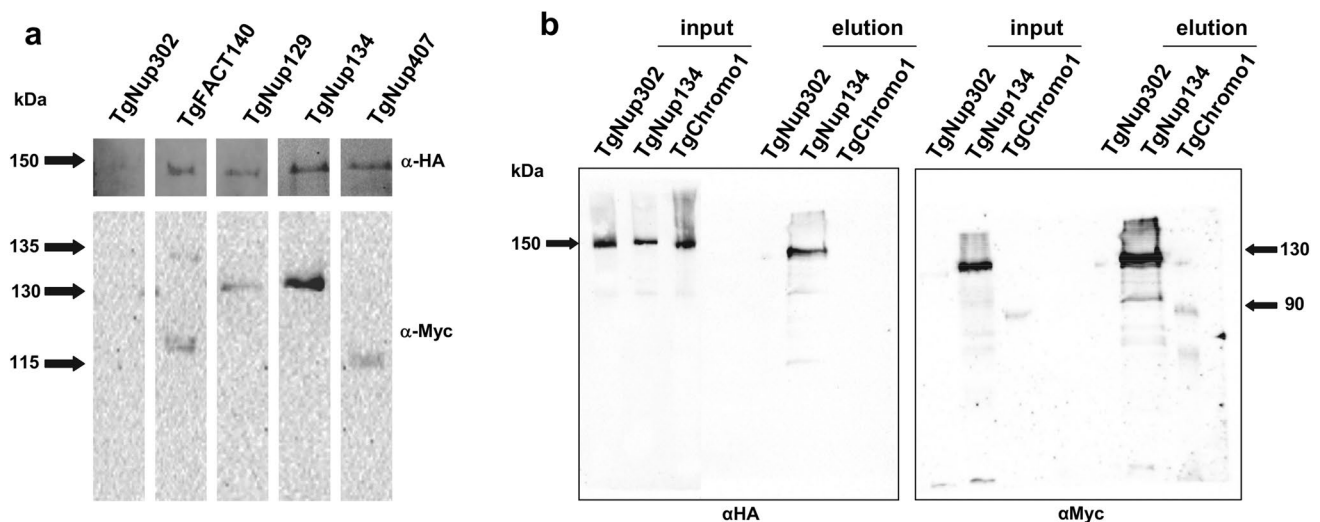 a
kDa
TgNup302
TgFACT140
TgNup129
TgNup134
TgNup407
150
α-HA
135
130
115
α-Myc
b
input
elution
input
elution
TgNup302
TgNup134
TgChromo1
TgNup302
TgNup134
TgChromo1
TgNup302
TgNup134
TgChromo1
TgNup302
TgNup134
TgChromo1
kDa
150
130
90
αHA
αMyc